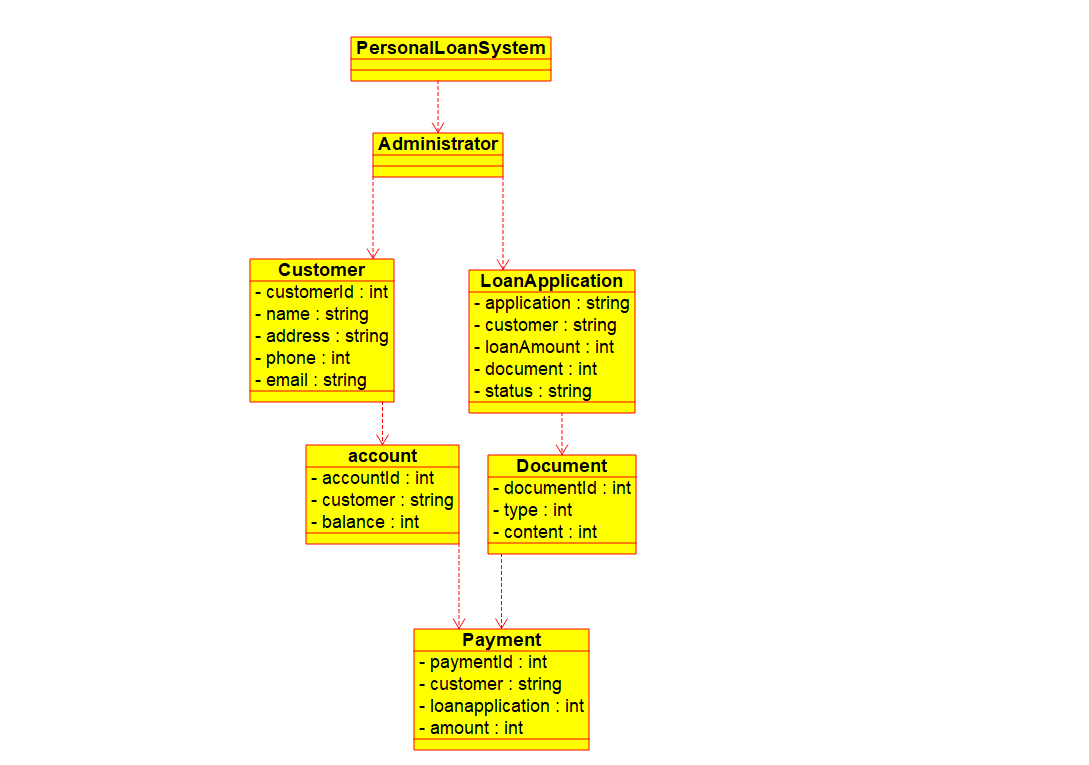 PersonalLoanSystem
Administrator
Customer
- customerId : int
- name : string
- address : string
- phone : int
- email : string
LoanApplication
- application : string
- customer : string
- loanAmount : int
- document : int
- status : string
account
- accountId : int
- customer : string
- balance : int
Document
- documentId : int
- type : int
- content : int
Payment
- paymentId : int
- customer : string
- loanapplication : int
- amount : int